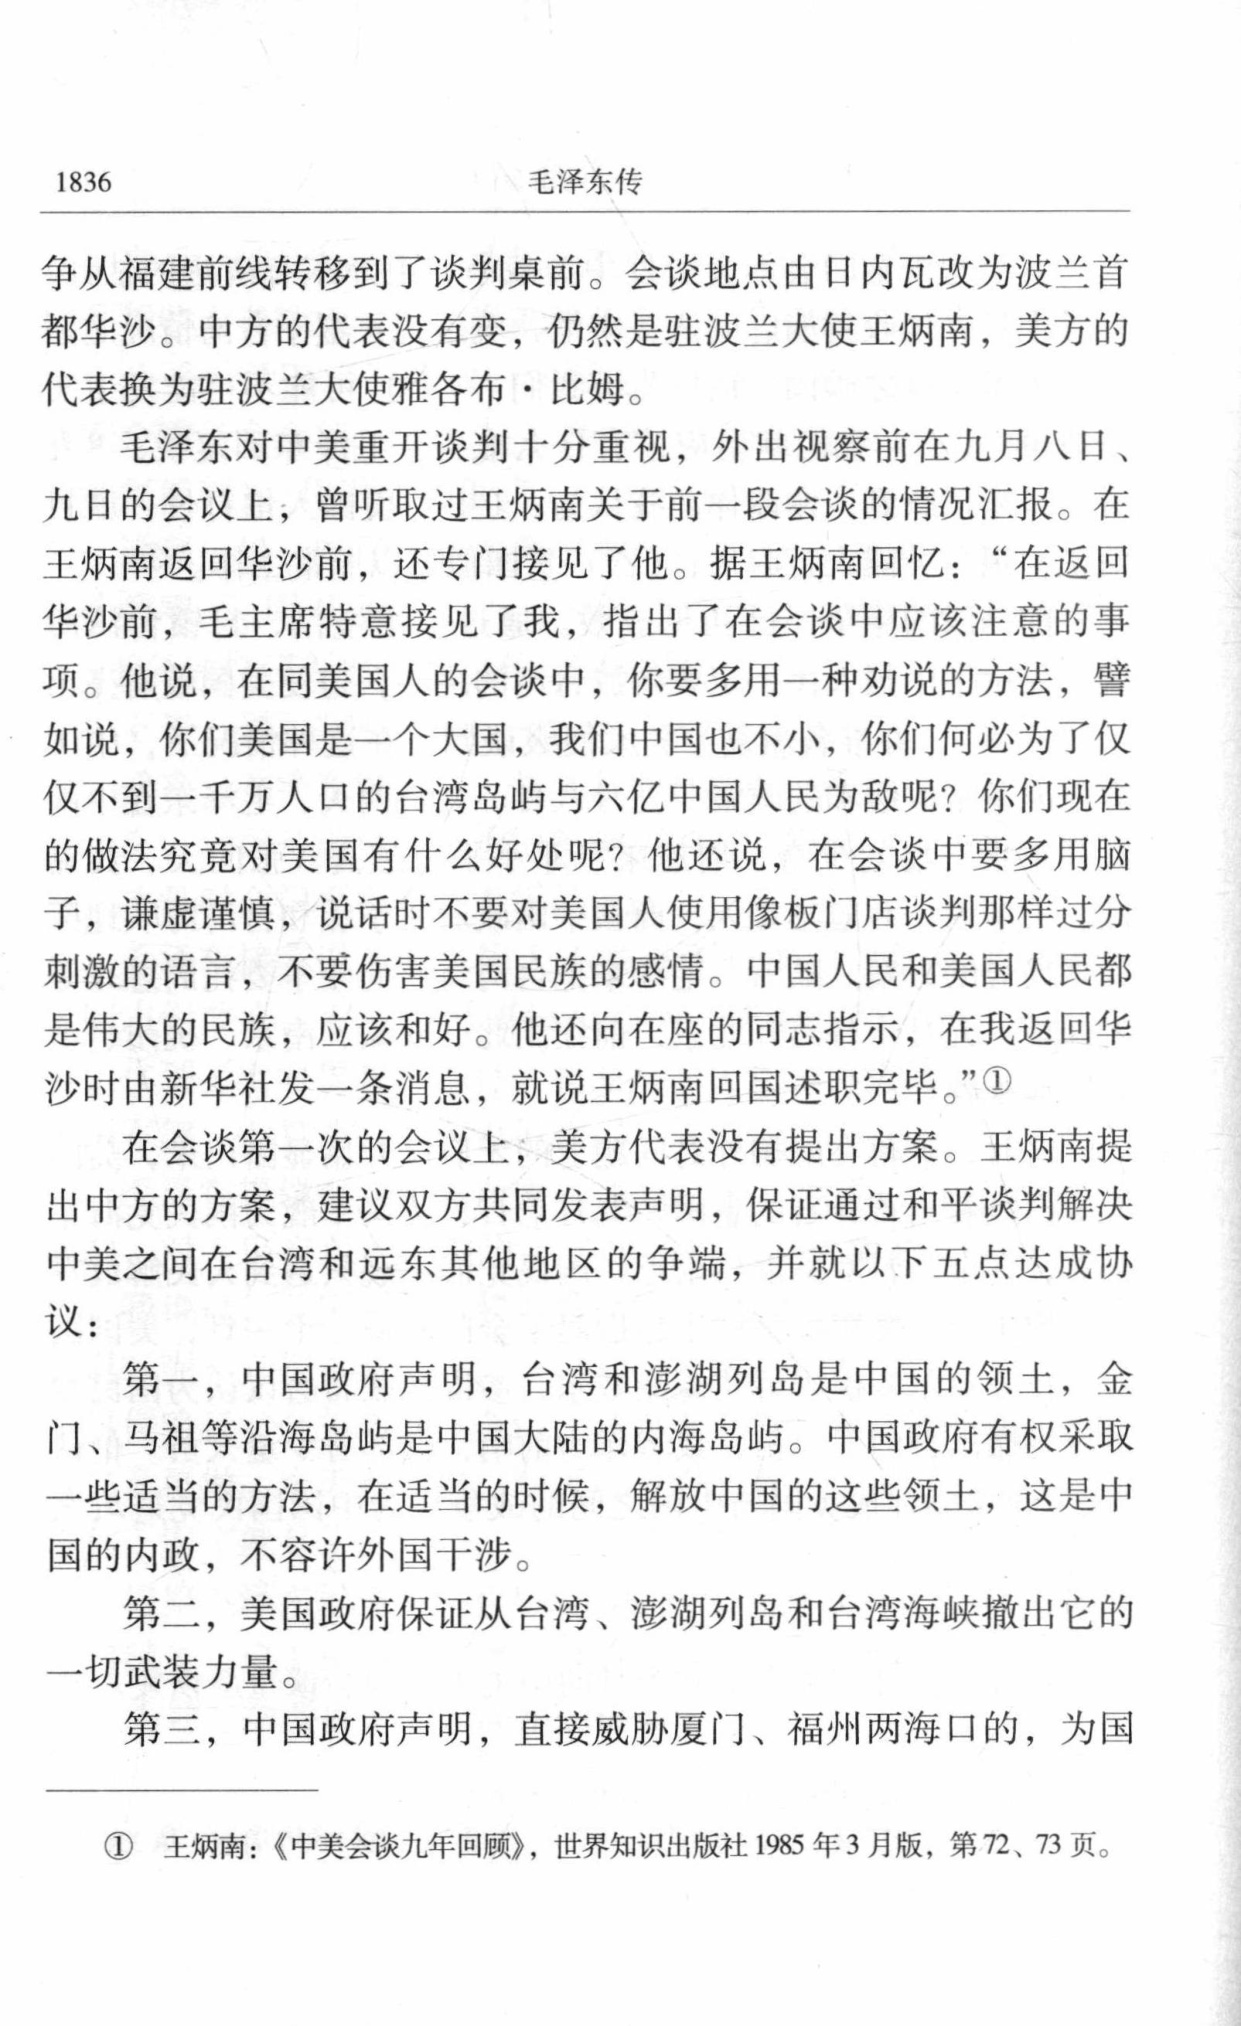 1836 毛泽东传
争从福建前线转移到了谈判桌前。会谈地点由日内瓦改为波兰首
都华沙。中方的代表没有变，仍然是驻波兰大使王炳南，美方的
代表换为驻波兰大使雅各布·比姆。
毛泽东对中美重开谈判十分重视，外出视察前在九月八日、
九日的会议上，曾听取过王炳南关于前一段会谈的情况汇报。在
王炳南返回华沙前，还专门接见了他。据王炳南回忆：“在返回
华沙前，毛主席特意接见了我，指出了在会谈中应该注意的事
项。他说，在同美国人的会谈中，你要多用一种劝说的方法，譬
如说，你们美国是一个大国，我们中国也不小，你们何必为了仅
仅不到一千万人口的台湾岛屿与六亿中国人民为敌呢？你们现在
的做法究竟对美国有什么好处呢？他还说，在会谈中要多用脑
子，谦虚谨慎，说话时不要对美国人使用像板门店谈判那样过分
刺激的语言，不要伤害美国民族的感情。中国人民和美国人民都
是伟大的民族，应该和好。他还向在座的同志指示，在我返回华
沙时由新华社发一条消息，就说王炳南回国述职完毕。”①
在会谈第一次的会议上，美方代表没有提出方案。王炳南提
出中方的方案，建议双方共同发表声明，保证通过和平谈判解决
中美之间在台湾和远东其他地区的争端，并就以下五点达成协
议：
第一，中国政府声明，台湾和澎湖列岛是中国的领土，金
门、马祖等沿海岛屿是中国大陆的内海岛屿。中国政府有权采取
一些适当的方法，在适当的时候，解放中国的这些领土，这是中
国的内政，不容许外国干涉。
第二，美国政府保证从台湾、澎湖列岛和台湾海峡撤出它的
一切武装力量。
第三，中国政府声明，直接威胁厦门、福州两海口的，为国
① 王炳南：《中美会谈九年回顾》，世界知识出版社 1985 年 3 月版，第 72、73 页。